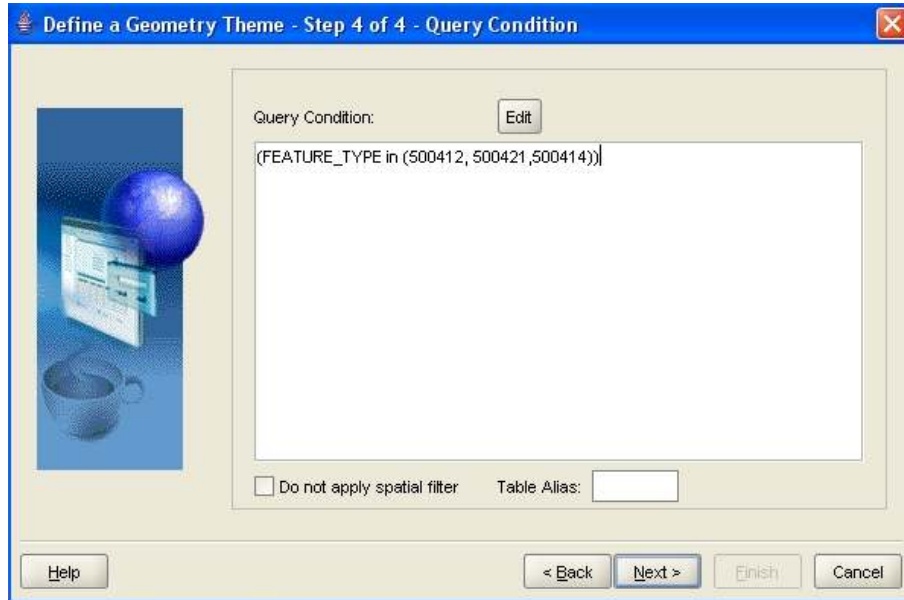 Define a Geometry Theme - Step 4 of 4 - Query Condition
Query Condition:
Edit
(FEATURE_TYPE in (500412, 500421,500414))
Do not apply spatial filter
Table Alias:
Help
< Back
Next >
Finish
Cancel